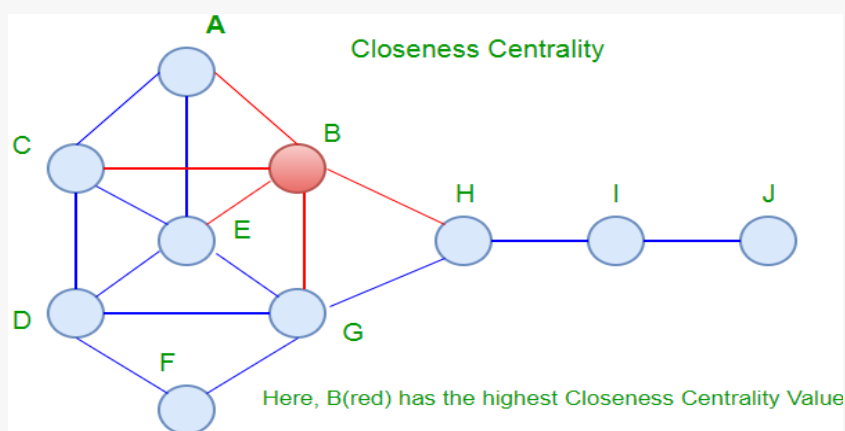 A
Closeness Centrality
B
C
H
I
J
E
D
G
F
Here, B(red) has the highest Closeness Centrality Value